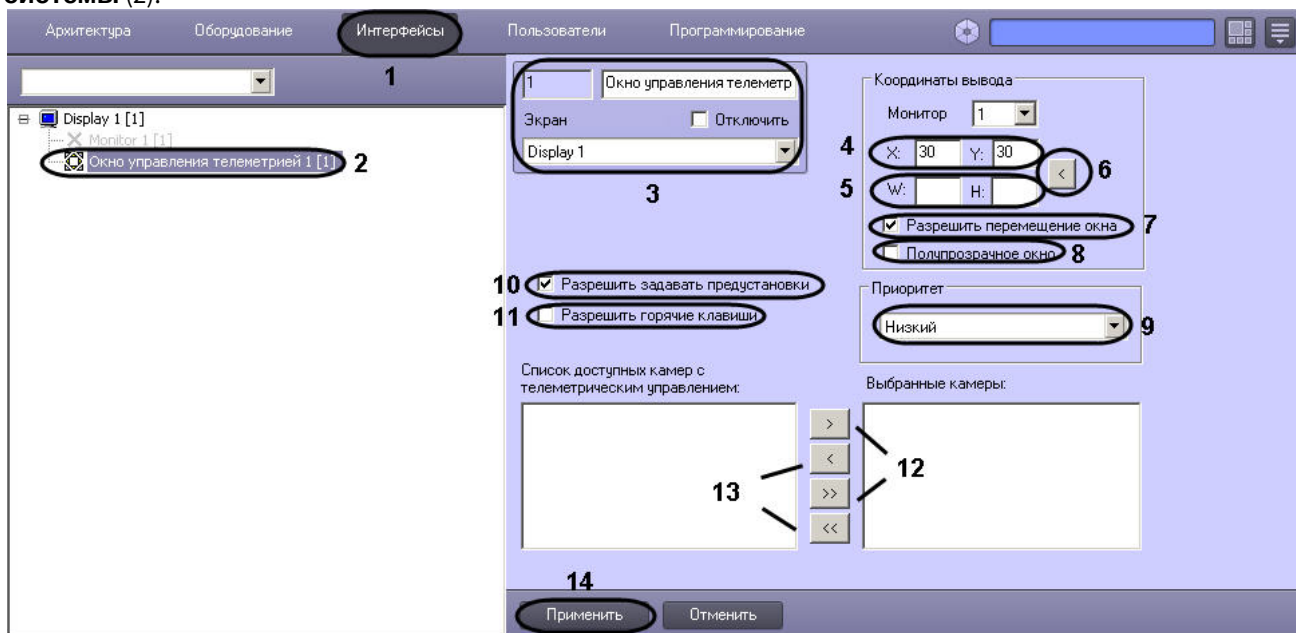 системы (2).
Архитектура Оборудование Интерфейсы Пользователи Программирование
1
1 Окно управления телеметр
Экран Отключить
Display 1
3
Display 1 [1]
Monitor 1 [1]
Окно управления телеметрией 1 [1] 2
Координаты вывода
Монитор 1
4 X: 30 Y: 30
5 W: H: < 6
Разрешить перемещение окна 7
Полупрозрачное окно 8
10 Разрешить задавать предустановки
11 Разрешить горячие клавиши
Приоритет
Низкий 9
Список доступных камер с
телеметрическим управлением:
Выбранные камеры:
>
<
>>
<<
12
13
14
Применить Отменить